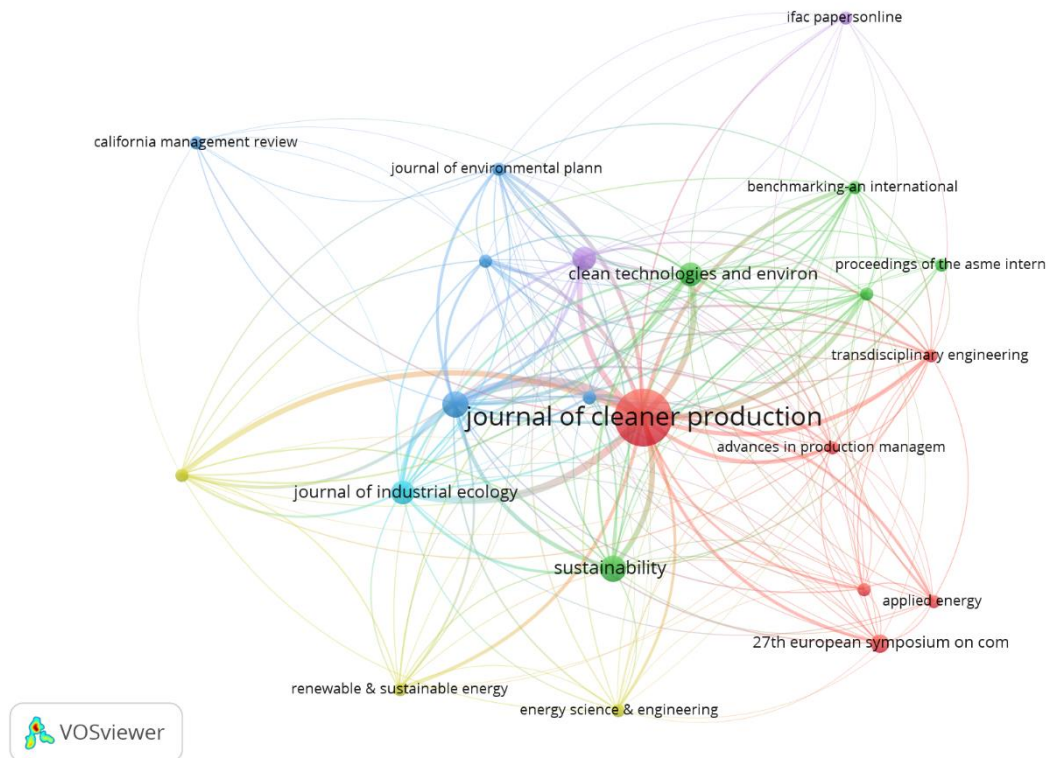 ifac papersonline
california management review
journal of environmental plann
benchmarking-an international
clean technologies and environ
proceedings of the asme intern
transdisciplinary engineering
journal of cleaner production
advances in production managem
journal of industrial ecology
sustainability
applied energy
27th european symposium on com
renewable & sustainable energy
energy science & engineering
VOSviewer